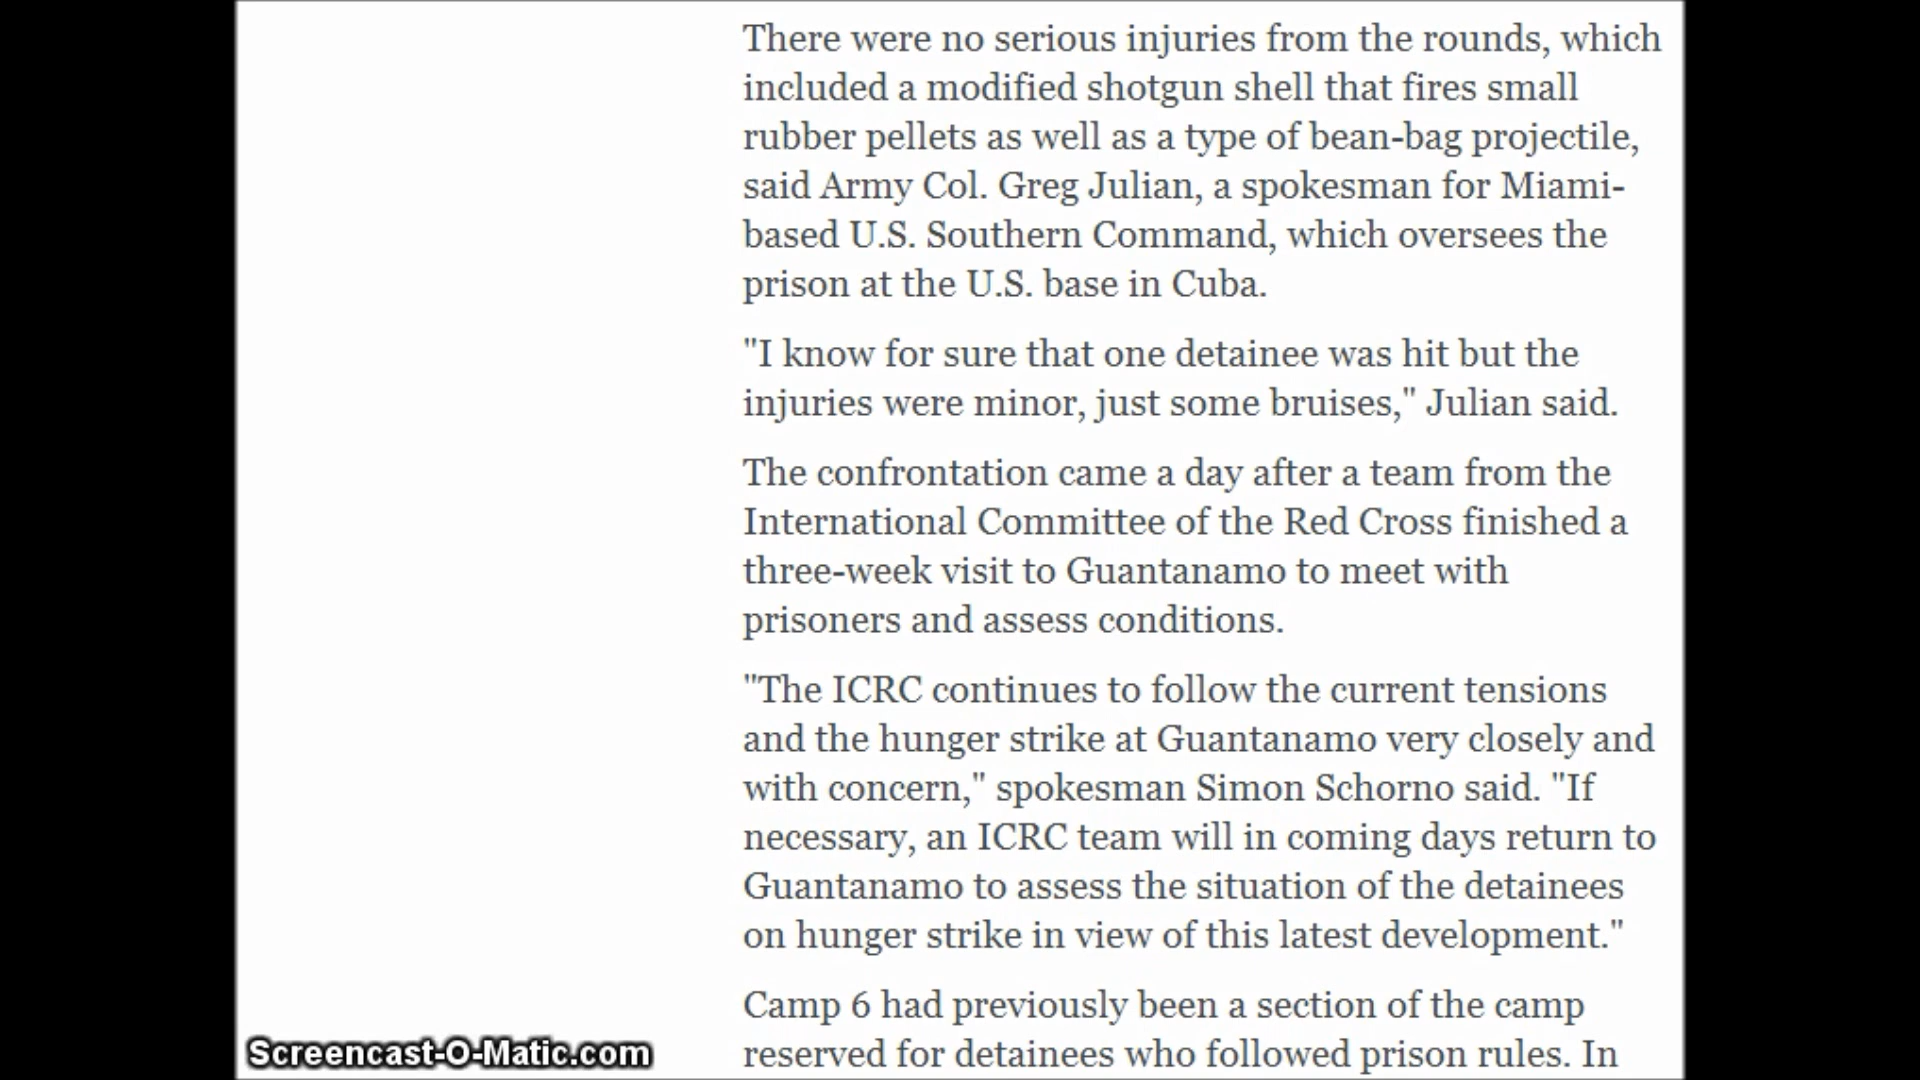 There were no serious injuries from the rounds, which
included a modified shotgun shell that fires small
rubber pellets as well as a type of bean-bag projectile,
said Army Col. Greg Julian, a spokesman for Miami-
based U.S. Southern Command, which oversees the
prison at the U.S. base in Cuba.
"I know for sure that one detainee was hit but the
injuries were minor, just some bruises," Julian said.
The confrontation came a day after a team from the
International Committee of the Red Cross finished a
three-week visit to Guantanamo to meet with
prisoners and assess conditions.
"The ICRC continues to follow the current tensions
and the hunger strike at Guantanamo very closely and
with concern," spokesman Simon Schorno said. "If
necessary, an ICRC team will in coming days return to
Guantanamo to assess the situation of the detainees
on hunger strike in view of this latest development."
Camp 6 had previously been a section of the camp
reserved for detainees who followed prison rules. In
Screencast-O-Matic.com